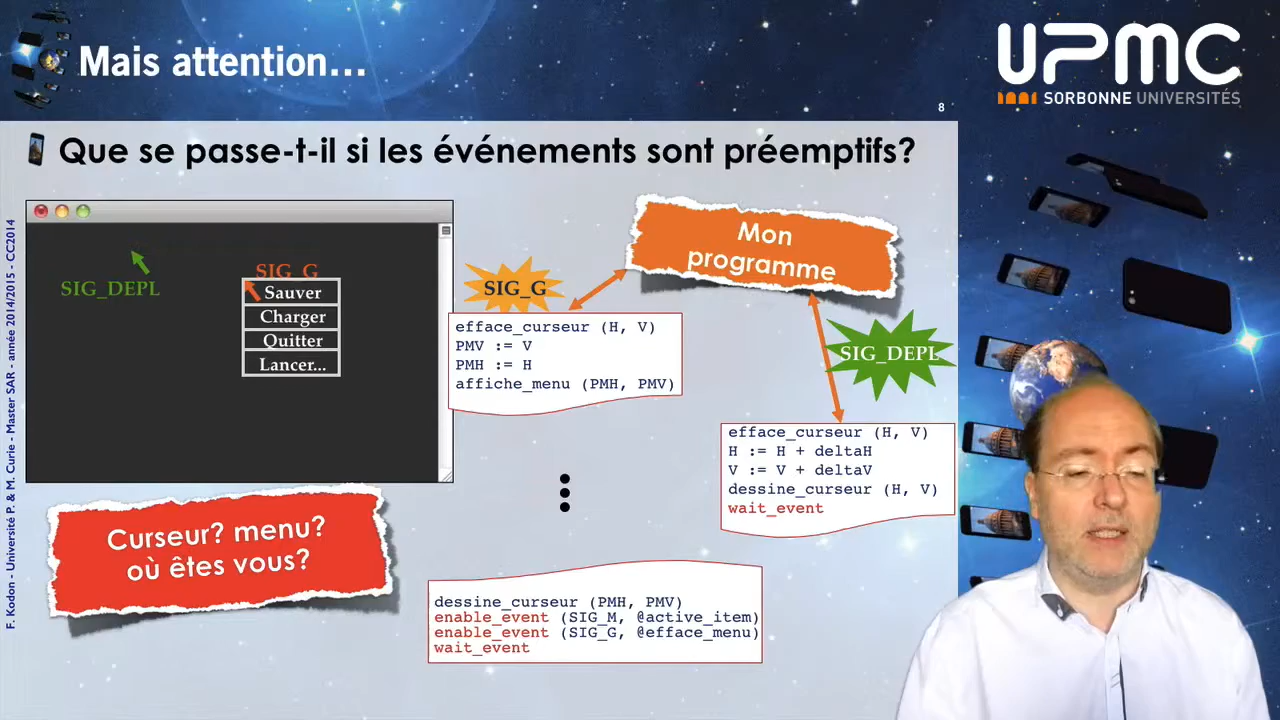 Mais attention...
UPMC
SORBONNE UNIVERSITÉS
8
Que se passe-t-il si les événements sont préemptifs?
F. Kodon - Université P. & M. Curie - Master SAR - année 2014/2015 - CC2014
SIG_DEPL
SIG_G
Sauver
Charger
Quitter
Lancer...
Mon
programme
SIG_G
efface_curseur (H, V)
PMV := V
PMH := H
affiche_menu (PMH, PMV)
SIG_DEPL
efface_curseur (H, V)
H := H + deltaH
V := V + deltaV
dessine_curseur (H, V)
wait_event
Curseur? menu?
où êtes vous?
dessine_curseur (PMH, PMV)
enable_event (SIG_M, @active_item)
enable_event (SIG_G, @efface_menu)
wait_event